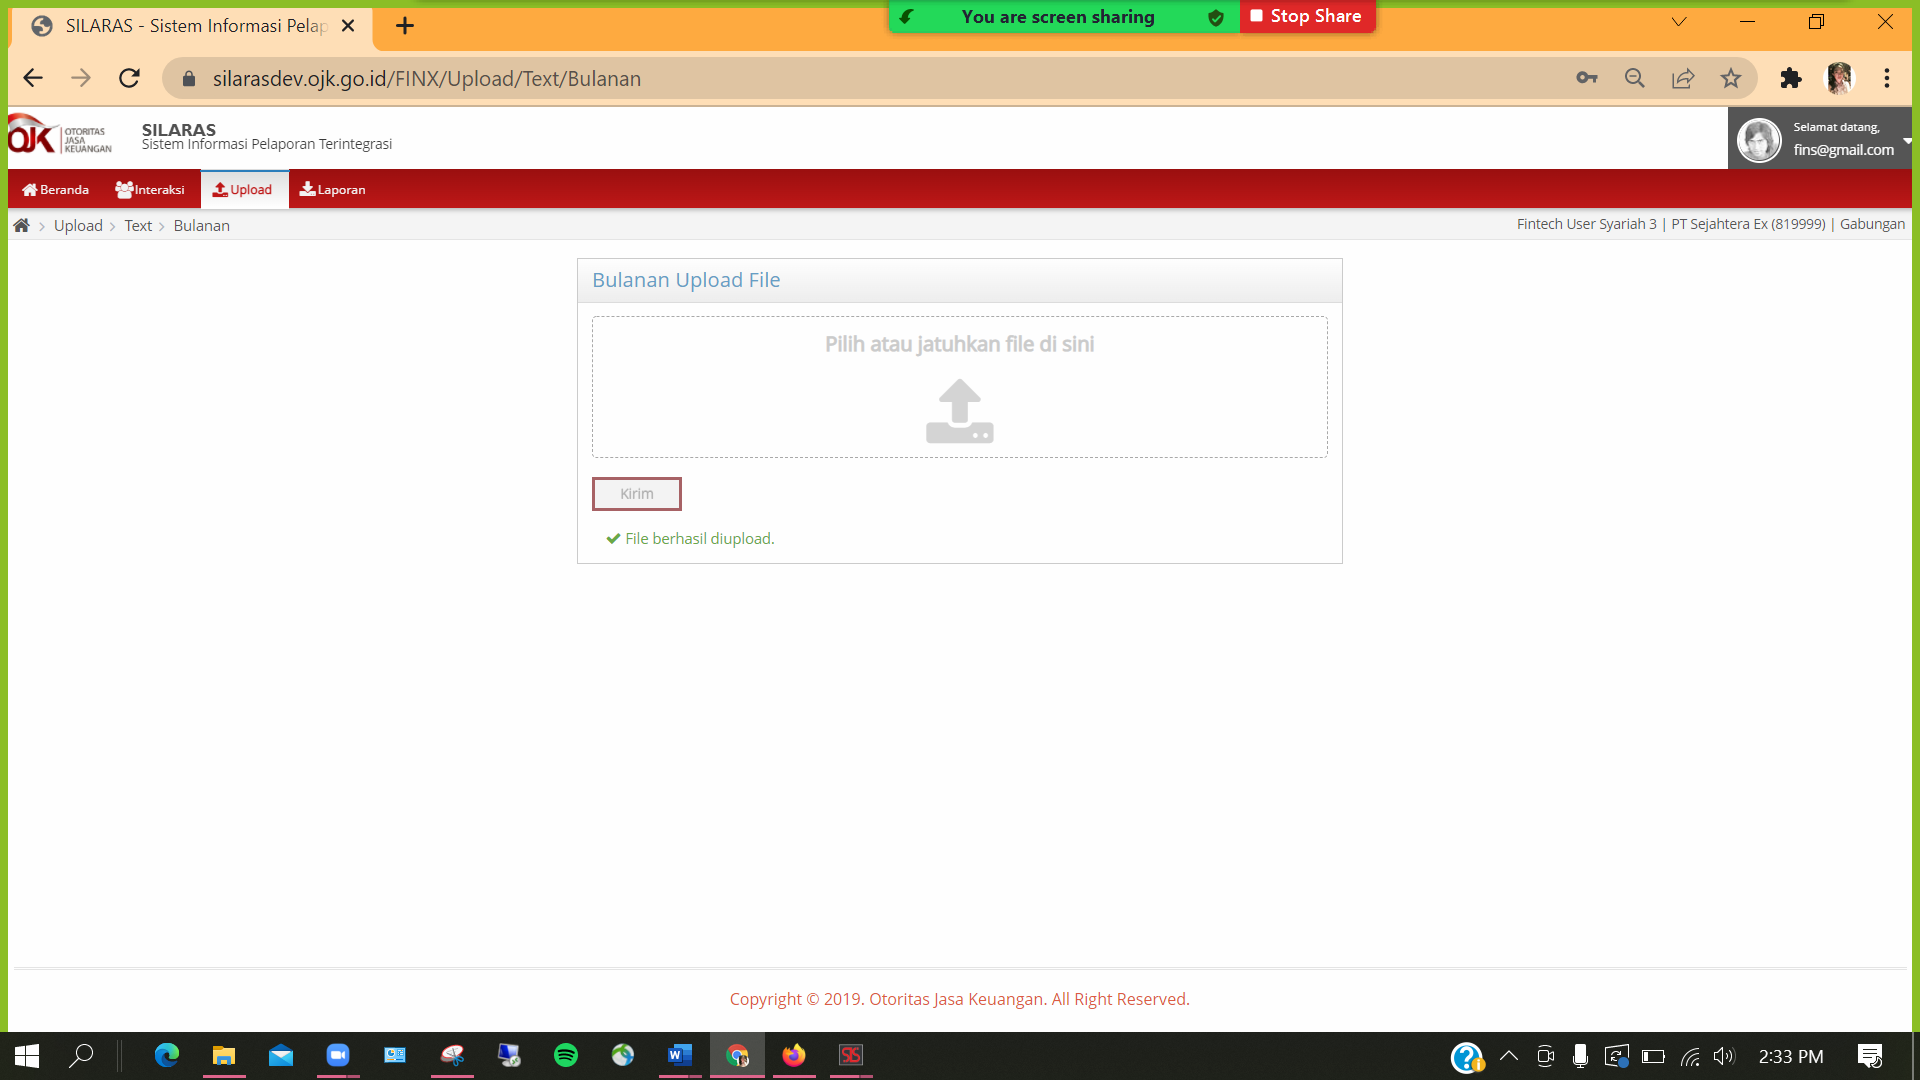 You are screen sharing
Stop Share
SILARAS - Sistem Informasi Pelap
silarasdev.ojk.go.id/FINX/Upload/Text/Bulanan
OJK
OTORITAS
JASA
KEUANGAN
SILARAS
Sistem Informasi Pelaporan Terintegrasi
Selamat datang,
fins@gmail.com
Beranda
Interaksi
Upload
Laporan
Upload > Text > Bulanan
Fintech User Syariah 3 | PT Sejahtera Ex (819999) | Gabungan
Bulanan Upload File
Pilih atau jatuhkan file di sini
Kirim
File berhasil diupload.
Copyright © 2019. Otoritas Jasa Keuangan. All Right Reserved.
2:33 PM